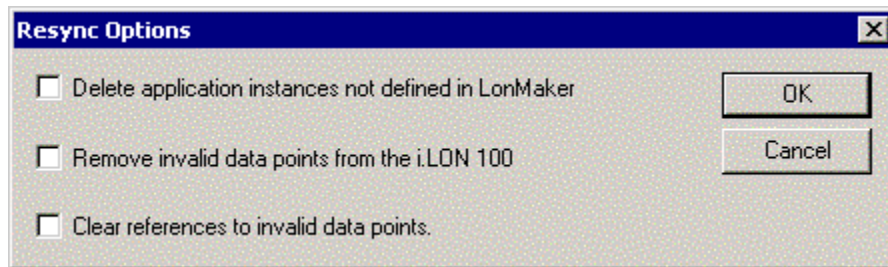 Resync Options
Delete application instances not defined in LonMaker
OK
Remove invalid data points from the i.LON 100
Cancel
Clear references to invalid data points.